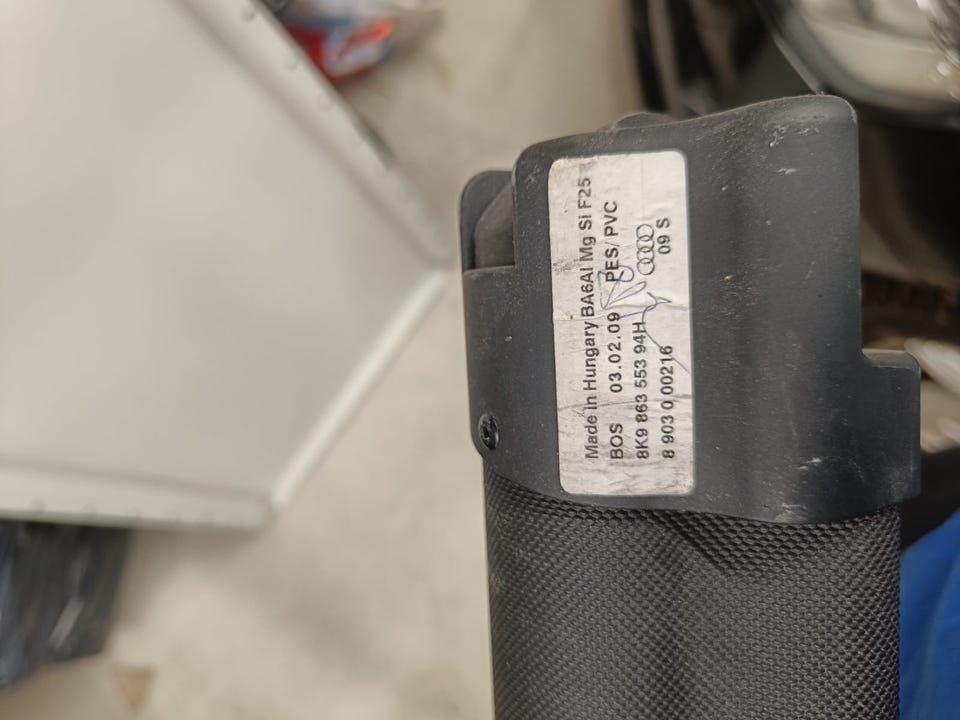 Made in Hungary BA6Al Mg Si F25
BOS 03.02.09 PES/PVC
8K9 863 553 94H
8 903 0 00216 09 S